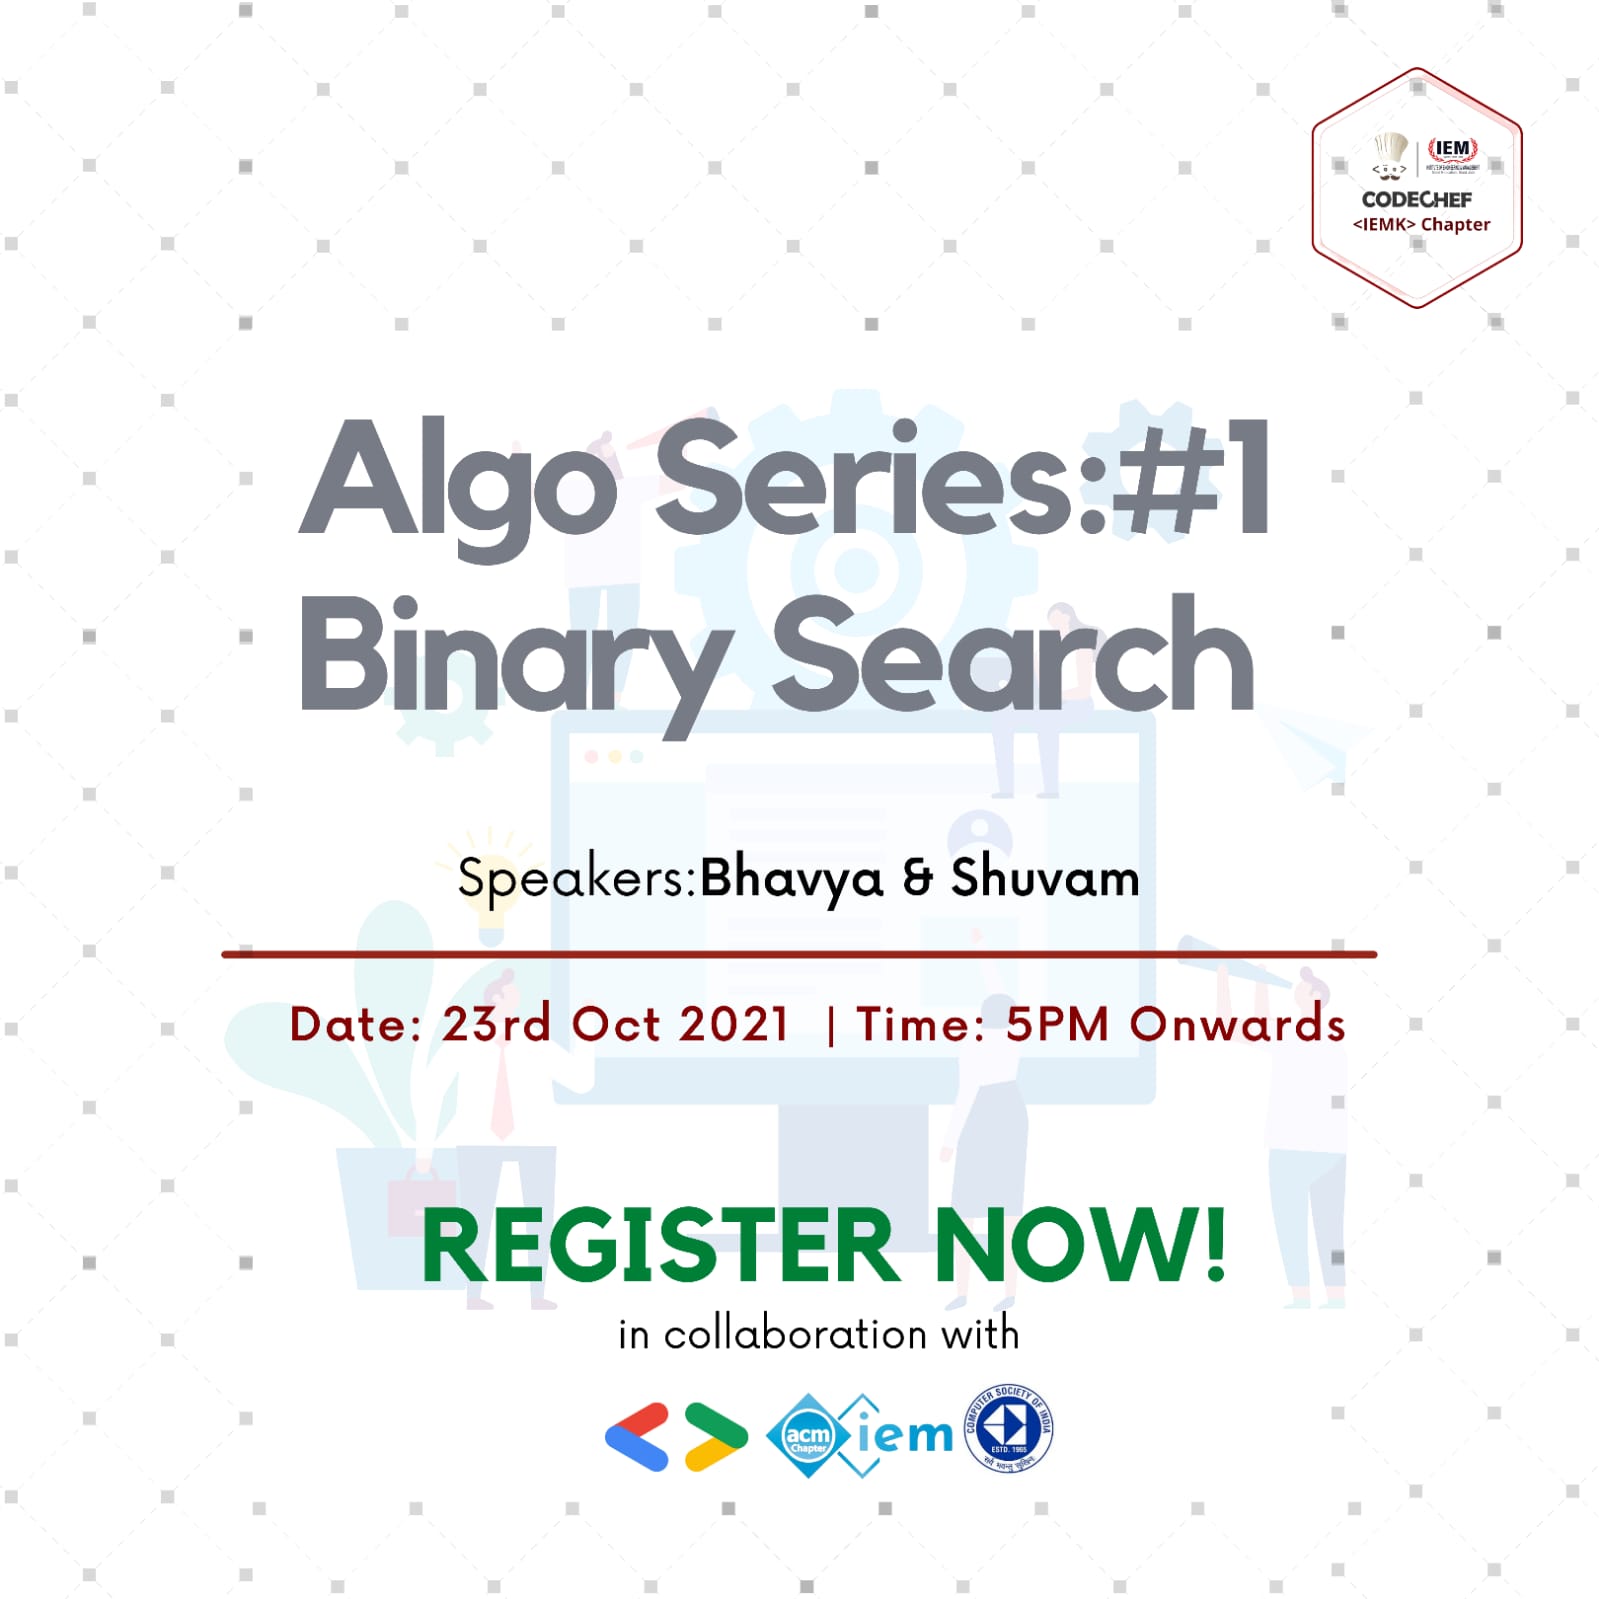 IEM
CODECHEF
<IEMK> Chapter
Algo Series:#1
Binary Search
Speakers:Bhavya & Shuvam
Date: 23rd Oct 2021 | Time: 5PM Onwards
REGISTER NOW!
in collaboration with
acm
Chapter
iem
COMPUTER SOCIETY OF INDIA
ESTD. 1965